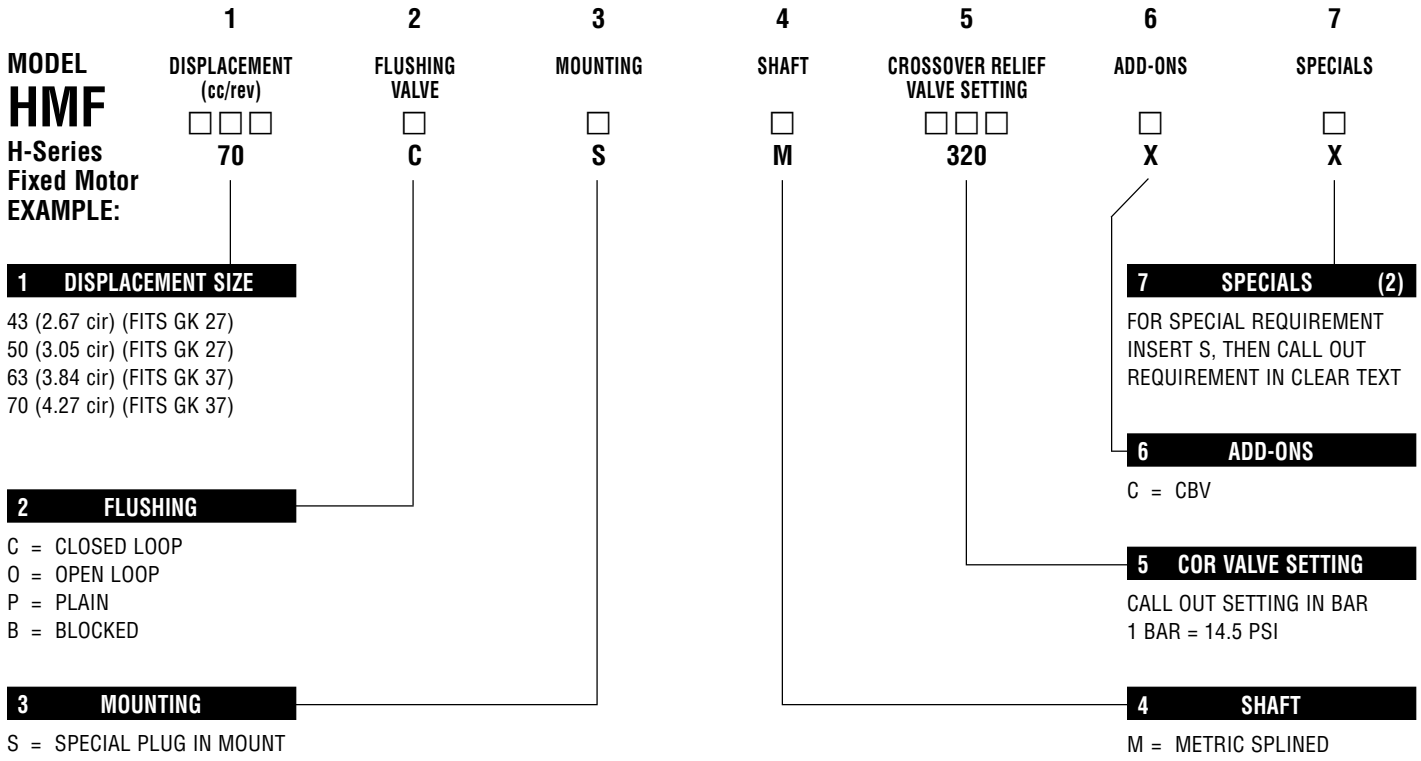 1 2 3 4 5 6 7
MODEL
HMF
H-Series
Fixed Motor
EXAMPLE:
DISPLACEMENT
(cc/rev)
70
FLUSHING
VALVE
C
MOUNTING
S
SHAFT
M
CROSSOVER RELIEF
VALVE SETTING
320
ADD-ONS
X
SPECIALS
X
1 DISPLACEMENT SIZE
43 (2.67 cir) (FITS GK 27)
50 (3.05 cir) (FITS GK 27)
63 (3.84 cir) (FITS GK 37)
70 (4.27 cir) (FITS GK 37)
2 FLUSHING
C = CLOSED LOOP
O = OPEN LOOP
P = PLAIN
B = BLOCKED
3 MOUNTING
S = SPECIAL PLUG IN MOUNT
7 SPECIALS (2)
FOR SPECIAL REQUIREMENT
INSERT S, THEN CALL OUT
REQUIREMENT IN CLEAR TEXT
6 ADD-ONS
C = CBV
5 COR VALVE SETTING
CALL OUT SETTING IN BAR
1 BAR = 14.5 PSI
4 SHAFT
M = METRIC SPLINED